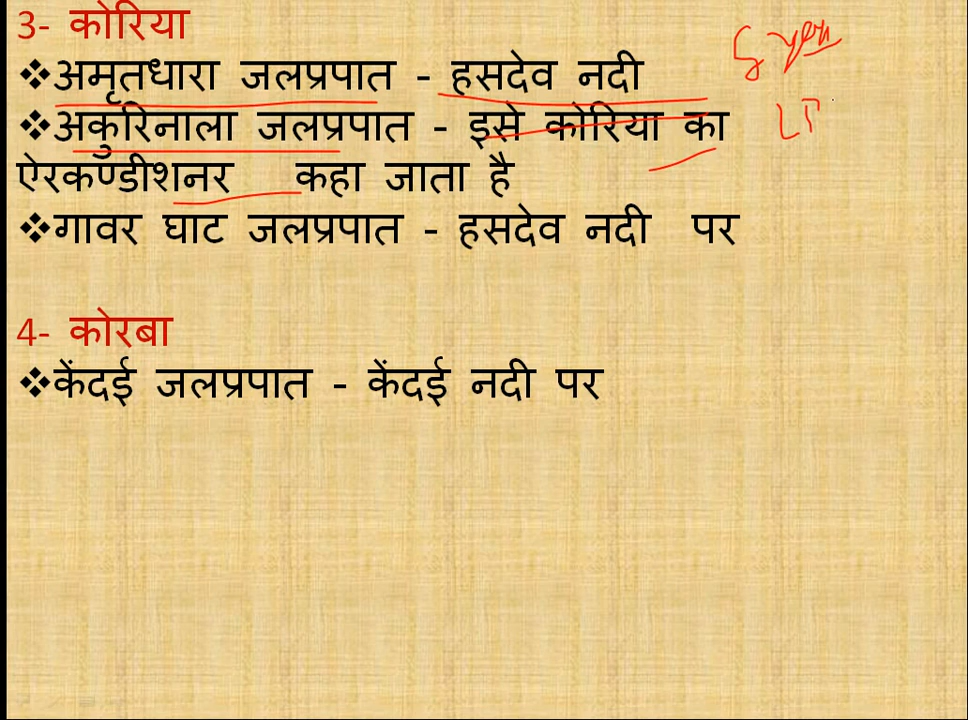 3- कोरिया
❖अमृतधारा जलप्रपात - हसदेव नदी
❖अकुरिनाला जलप्रपात - इसे कोरिया का
ऐरकण्डीशनर कहा जाता है
❖गावर घाट जलप्रपात - हसदेव नदी पर
4- कोरबा
❖केंदई जलप्रपात - केंदई नदी पर